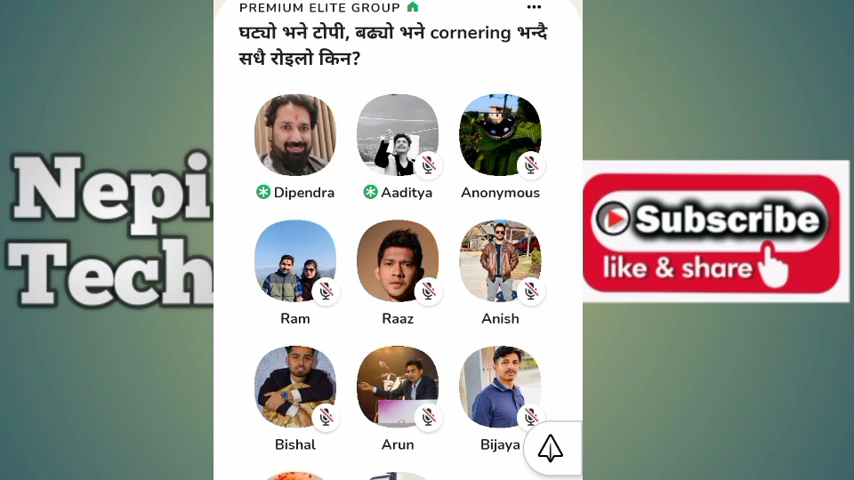 PREMIUM ELITE GROUP
घट्यो भने टोपी, बढ्यो भने cornering भन्दै
सधै रोइलो किन?
Dipendra
Aaditya
Anonymous
Nepi
Tech
Subscribe
like & share
Ram
Raaz
Anish
Bishal
Arun
Bijaya